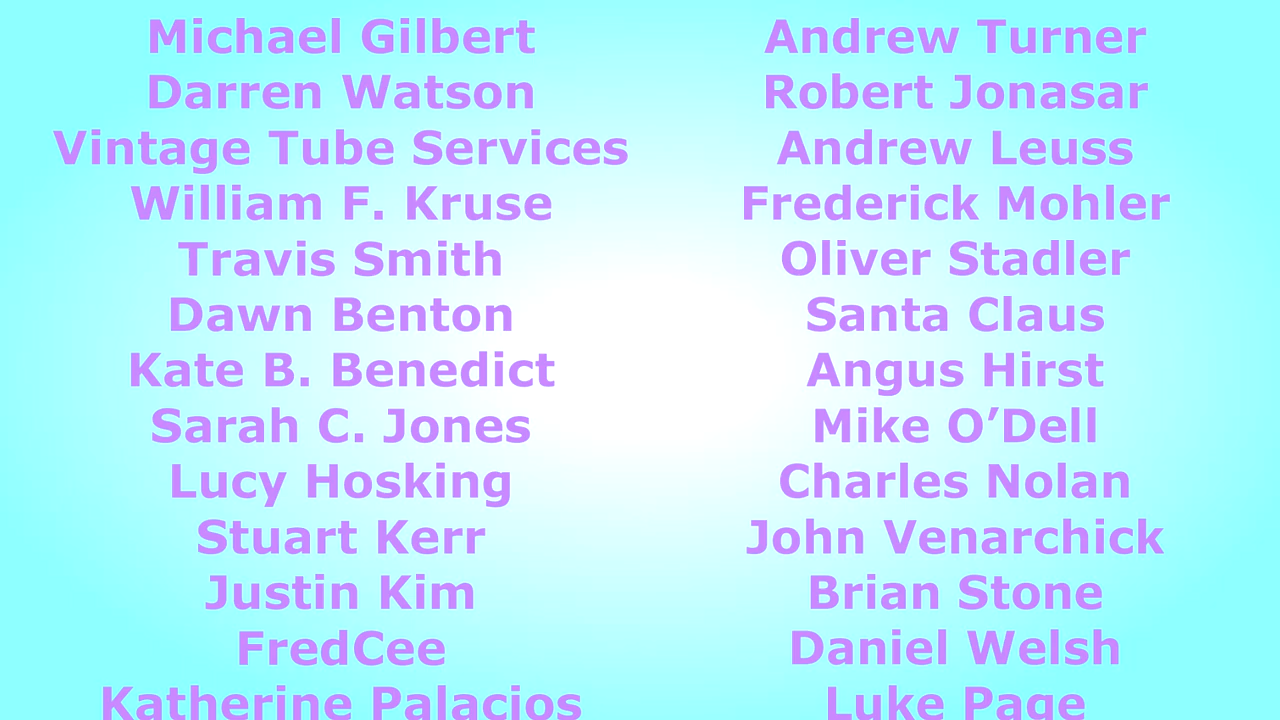 Michael Gilbert
Darren Watson
Vintage Tube Services
William F. Kruse
Travis Smith
Dawn Benton
Kate B. Benedict
Sarah C. Jones
Lucy Hosking
Stuart Kerr
Justin Kim
FredCee
Katherine Palacios
Andrew Turner
Robert Jonasar
Andrew Leuss
Frederick Mohler
Oliver Stadler
Santa Claus
Angus Hirst
Mike O’Dell
Charles Nolan
John Venarchick
Brian Stone
Daniel Welsh
Luke Page